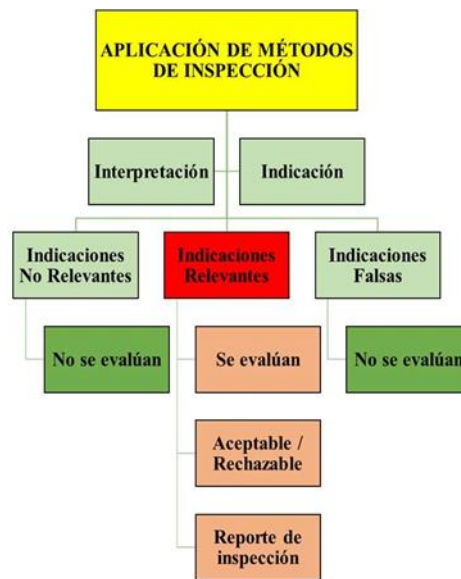 APLICACIÓN DE MÉTODOS
DE INSPECCIÓN
Interpretación
Indicación
Indicaciones
No Relevantes
Indicaciones
Relevantes
Indicaciones
Falsas
No se evalúan
Se evalúan
No se evalúan
Aceptable /
Rechazable
Reporte de
inspección